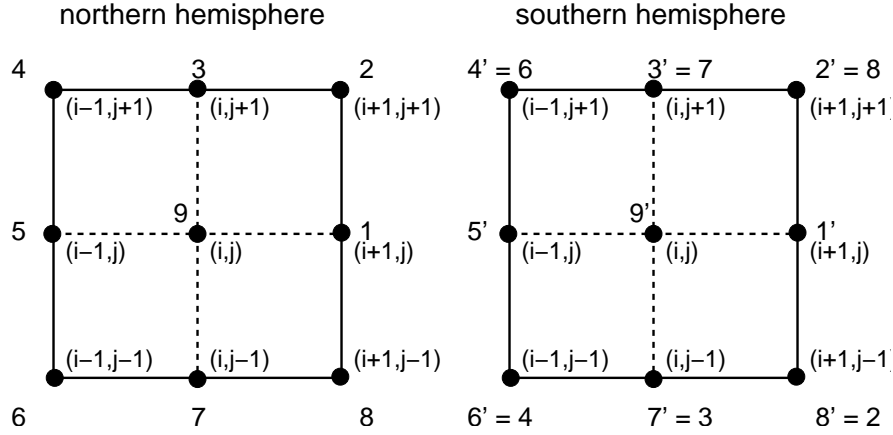 northern hemisphere
southern hemisphere
4
3
2
4' = 6
3' = 7
2' = 8
(i−1,j+1)
(i,j+1)
(i+1,j+1)
(i−1,j+1)
(i,j+1)
(i+1,j+1)
5
9
1
5'
9'
1'
(i−1,j)
(i,j)
(i+1,j)
(i−1,j)
(i,j)
(i+1,j)
(i−1,j−1)
(i,j−1)
(i+1,j−1)
(i−1,j−1)
(i,j−1)
(i+1,j−1)
6
7
8
6' = 4
7' = 3
8' = 2